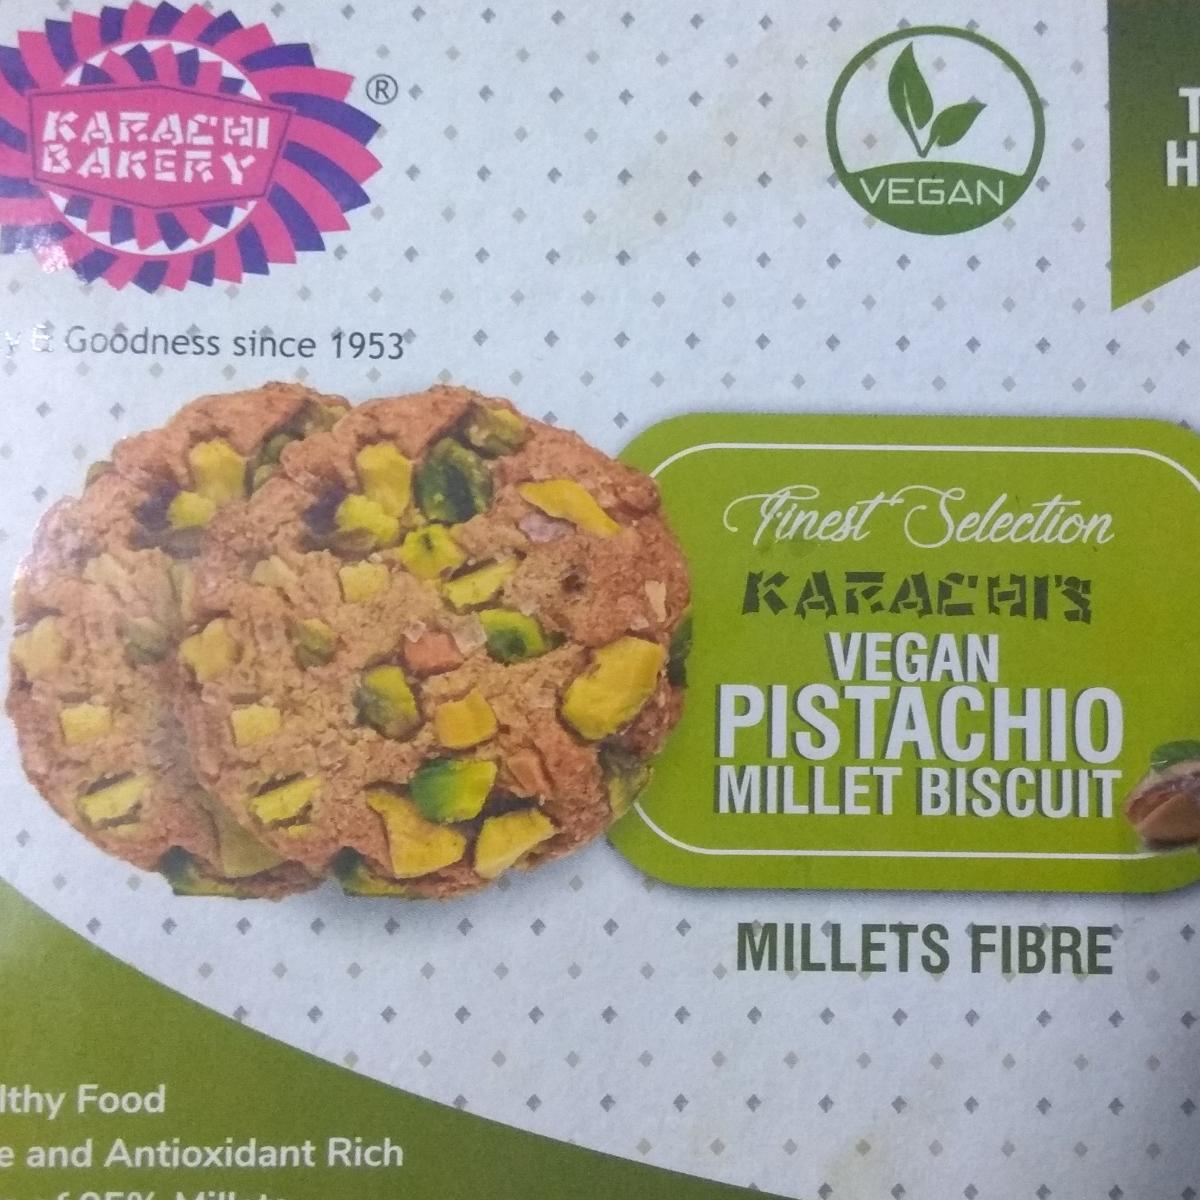 KARACHI
BAKERY
®
VEGAN
& Goodness since 1953
Finest Selection
KARACHI'S
VEGAN
PISTACHIO
MILLET BISCUIT
MILLETS FIBRE
Food
and Antioxidant Rich